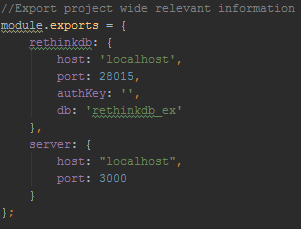 //Export project wide relevant information
module.exports = {
    rethinkdb: {
        host: 'localhost',
        port: 28015,
        authKey: '',
        db: 'rethinkdb_ex'
    },
    server: {
        host: "localhost",
        port: 3000
    }
};